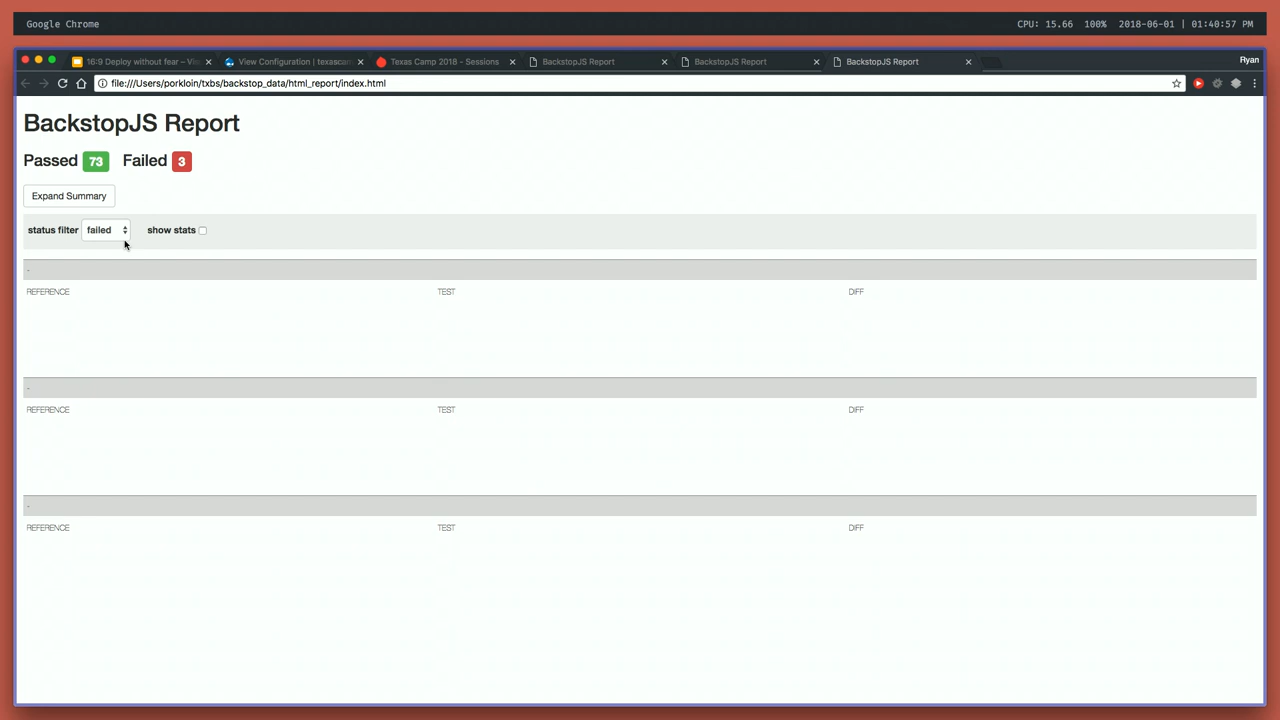 Google Chrome CPU: 15.66 100% 2018-06-01 | 01:40:57 PM
16:9 Deploy without fear – Vi View Configuration | texascam Texas Camp 2018 - Sessions BackstopJS Report BackstopJS Report BackstopJS Report Ryan
file:///Users/porkloin/txbs/backstop_data/html_report/index.html
BackstopJS Report
Passed 73 Failed 3
Expand Summary
status filter failed show stats
-
REFERENCE TEST DIFF
-
REFERENCE TEST DIFF
-
REFERENCE TEST DIFF